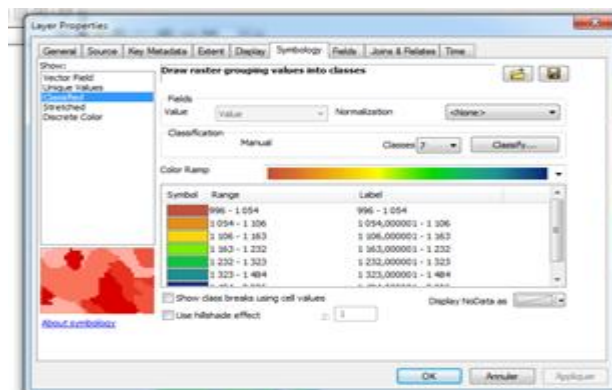 Layer Properties
General Source Key Metadata Extent Display Symbology Fields Joins & Relates Time
Show:
Vector Field
Unique Values
Classified
Stretched
Discrete Color
Draw raster grouping values into classes
Fields
Value Value Normalization <None>
Classification
Manual Classes 7 Classify...
Color Ramp
Symbol Range Label
996 - 1 054 996 - 1 054
1 054 - 1 106 1 054,000001 - 1 106
1 106 - 1 163 1 106,000001 - 1 163
1 163 - 1 232 1 163,000001 - 1 232
1 232 - 1 323 1 232,000001 - 1 323
1 323 - 1 484 1 323,000001 - 1 484
Show class breaks using cell values Display NoData as
Use hillshade effect z: 1
About symbology
OK Annuler Appliquer